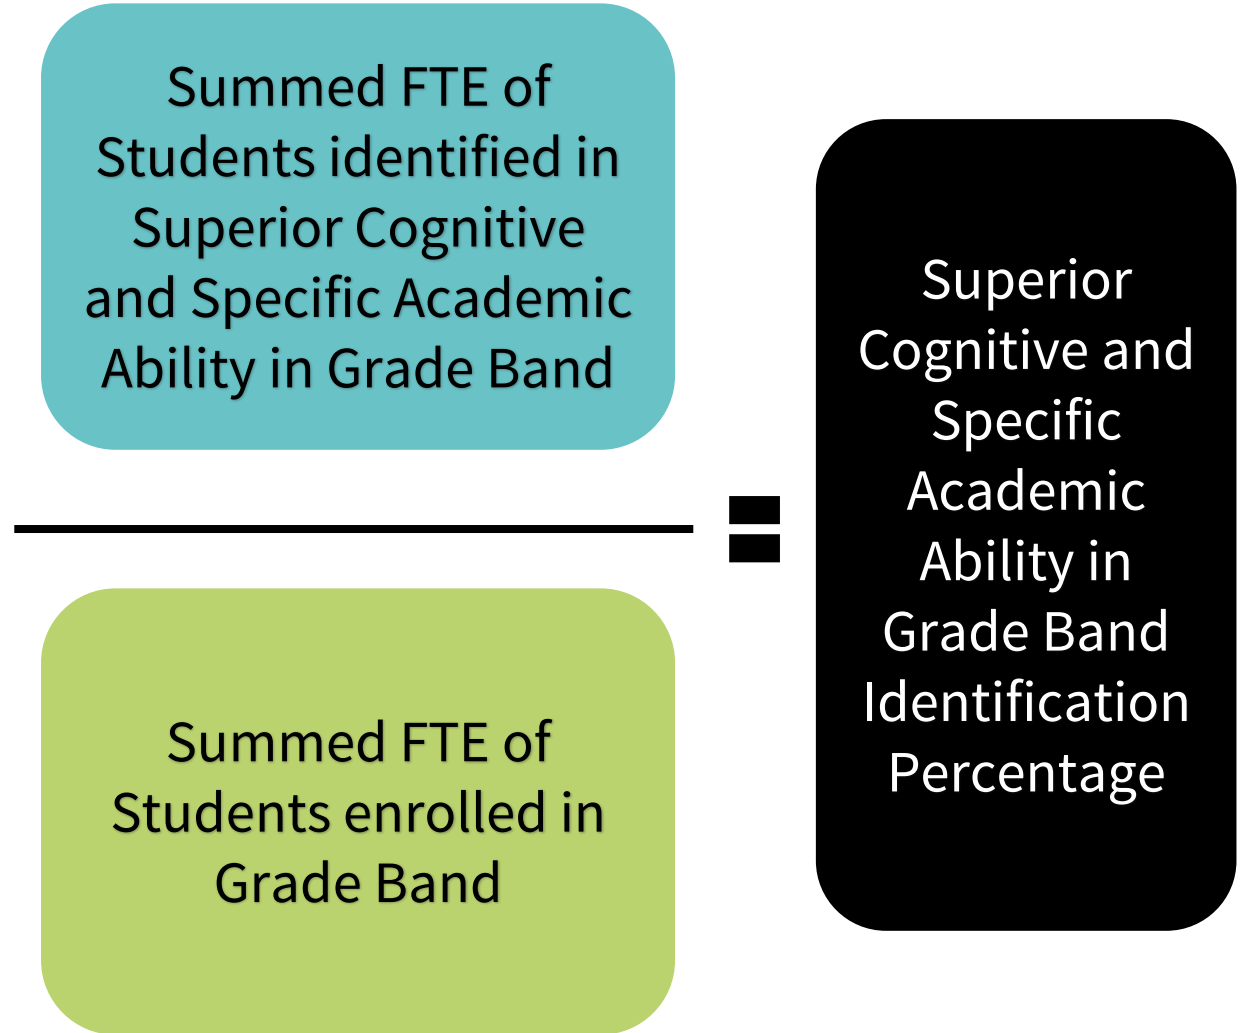 Summed FTE of
Students identified in
Superior Cognitive
and Specific Academic
Ability in Grade Band
Summed FTE of
Students enrolled in
Grade Band
Superior
Cognitive and
Specific
Academic
Ability in
Grade Band
Identification
Percentage